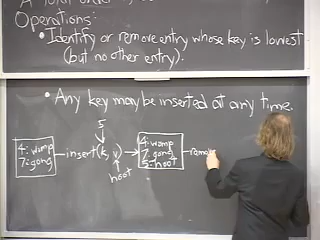 Operations:
• Identify or remove entry whose key is lowest
(but no other entry).
• Any key may be inserted at any time.
5
4: womp
7: gong
insert(k, v)
hoot
4: womp
7: gong
5: hoot